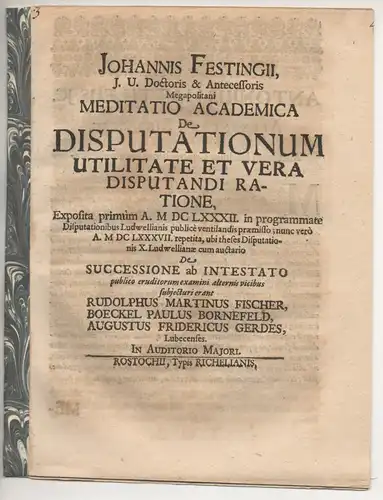 JOHANNIS FESTINGII,
J. U. Doctoris & Antecessoris
Megapolitani
MEDITATIO ACADEMICA
De
DISPUTATIONUM
UTILITATE ET VERA
DISPUTANDI RA-
TIONE,
Exposita primùm A. M DC LXXXII. in programmate
Disputationibus Ludwellianis publicè ventilandis præmisso; nunc verò
A. M DC LXXXVII. repetita, ubi theses Disputatio-
nis X. Ludwellianæ cum auctario
De
SUCCESSIONE ab INTESTATO
publico eruditorum examini alternis vicibus
subjecturi erant
RUDOLPHUS MARTINUS FISCHER,
BOECKEL PAULUS BORNEFELD,
AUGUSTUS FRIDERICUS GERDES,
Lubecenses.
IN AUDITORIO MAJORI.
ROSTOCHII, Typis RICHELIANIS,